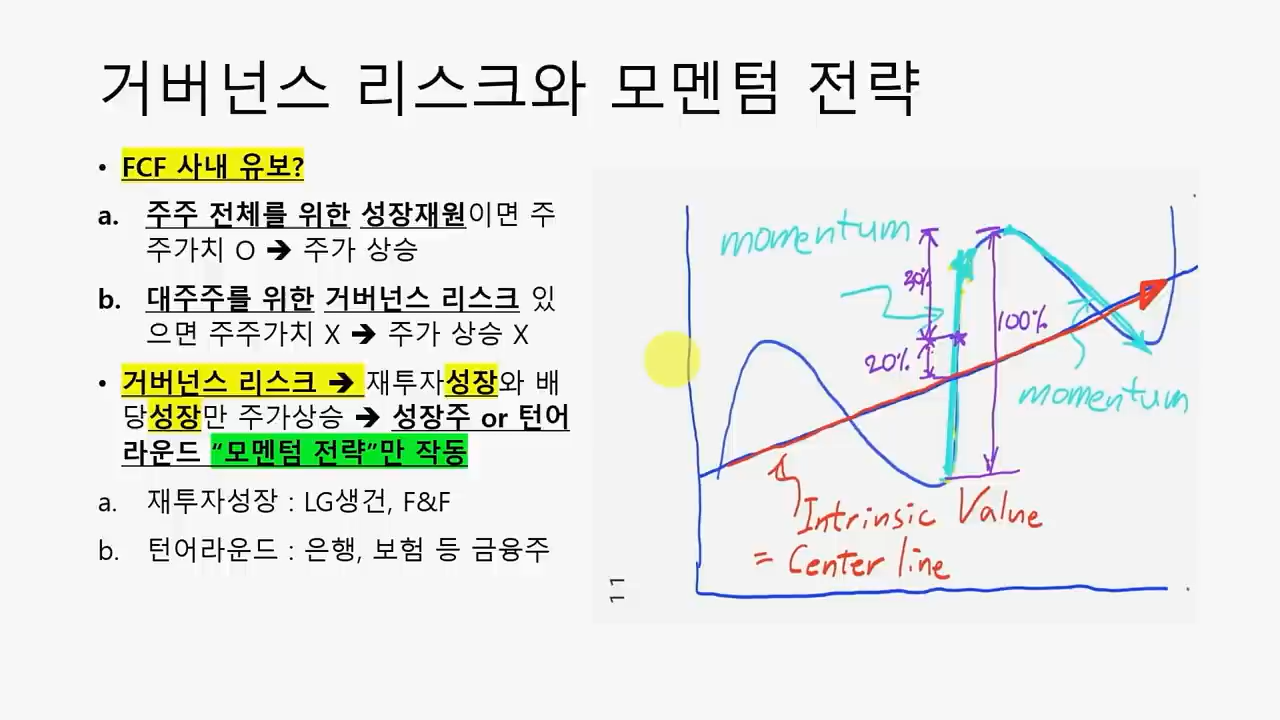 거버넌스 리스크와 모멘텀 전략
• FCF 사내 유보?
a. 주주 전체를 위한 성장재원이면 주
주가치 O ➔ 주가 상승
b. 대주주를 위한 거버넌스 리스크 있
으면 주주가치 X ➔ 주가 상승 X
• 거버넌스 리스크 ➔ 재투자성장와 배
당성장만 주가상승 ➔ 성장주 or 턴어
라운드 “모멘텀 전략”만 작동
a. 재투자성장 : LG생건, F&F
b. 턴어라운드 : 은행, 보험 등 금융주
momentum
30%
100%
20%
momentum
Intrinsic Value
= Center line
11